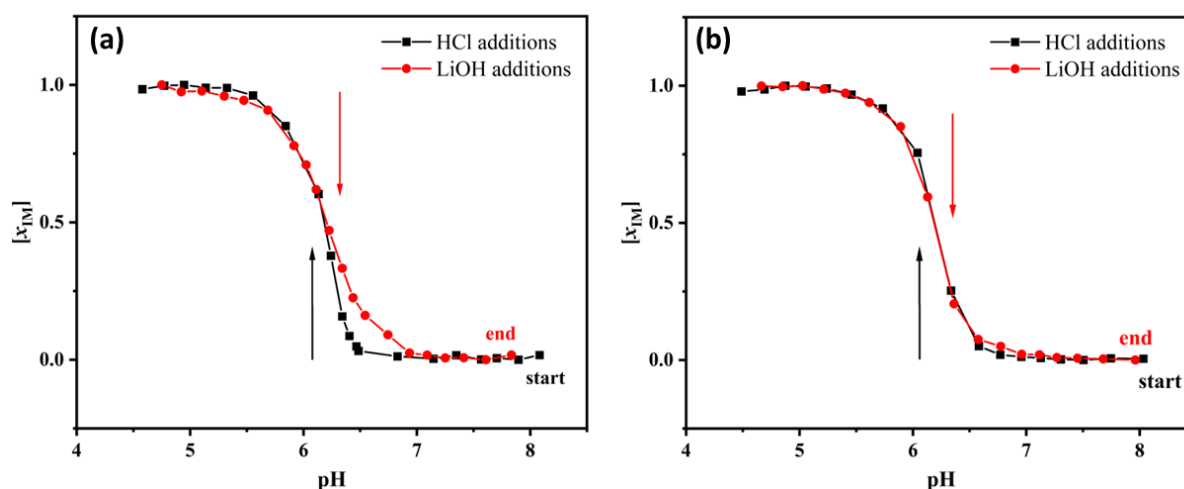 (a)
HCl additions
LiOH additions
1.0
[xIM]
0.5
0.0
end
start
4
5
6
7
8
pH
(b)
HCl additions
LiOH additions
1.0
[xIM]
0.5
0.0
end
start
4
5
6
7
8
pH